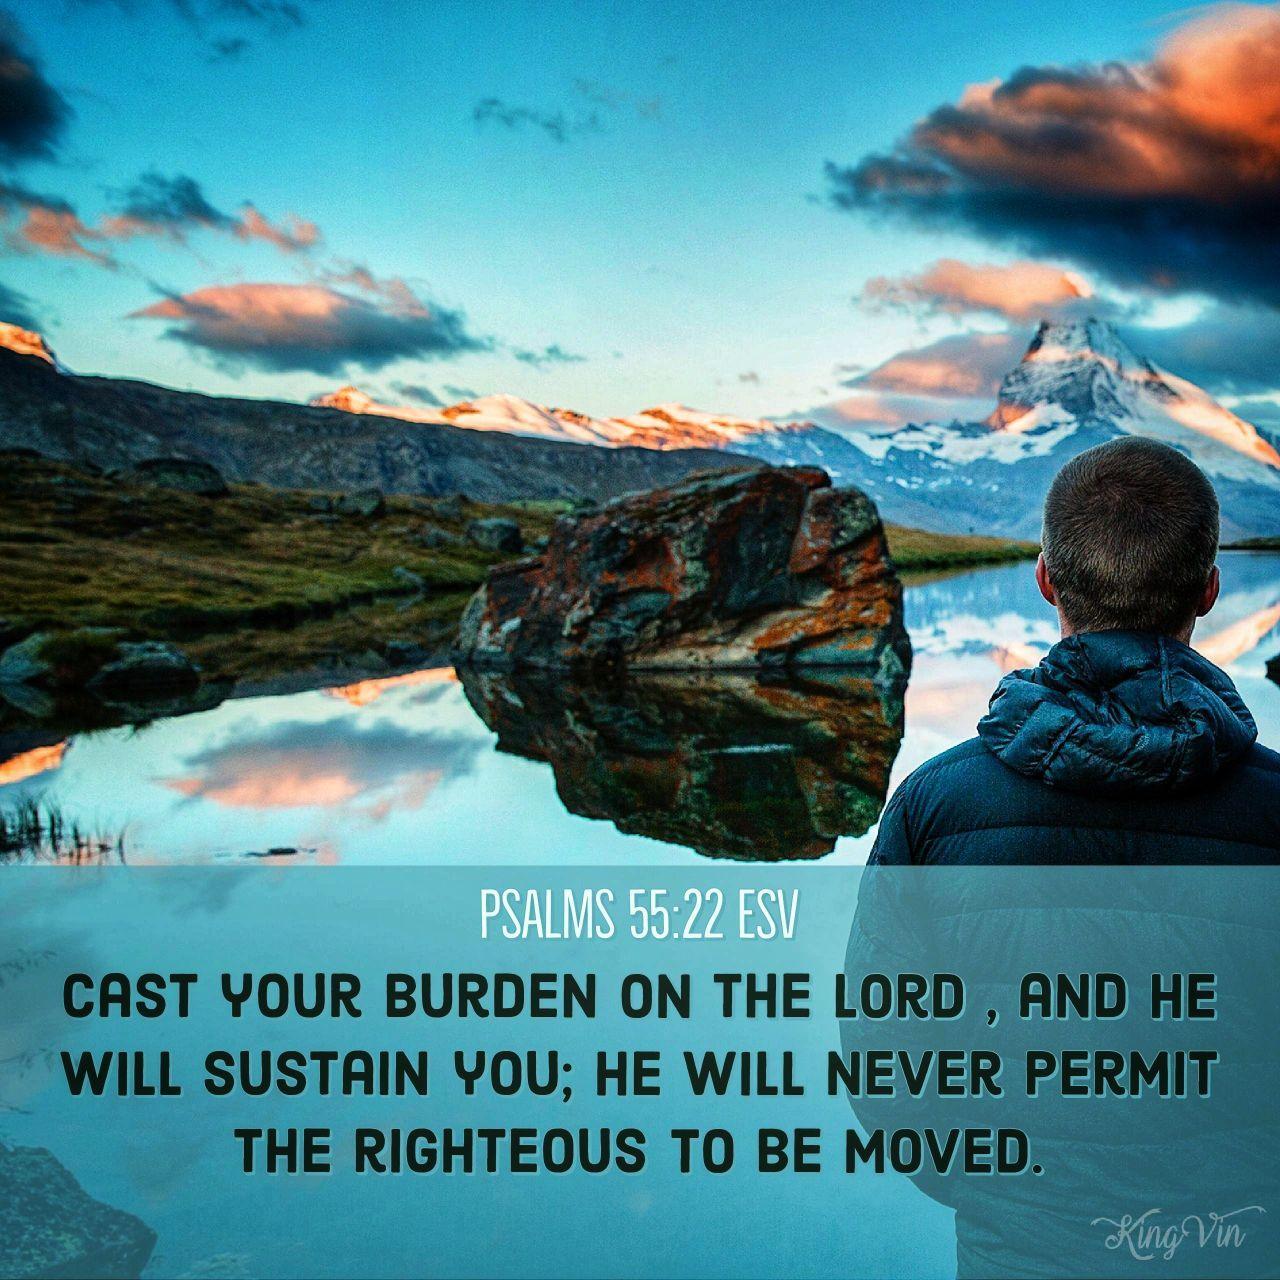 PSALMS 55:22 ESV
CAST YOUR BURDEN ON THE LORD , AND HE
WILL SUSTAIN YOU; HE WILL NEVER PERMIT
THE RIGHTEOUS TO BE MOVED.
KingVin